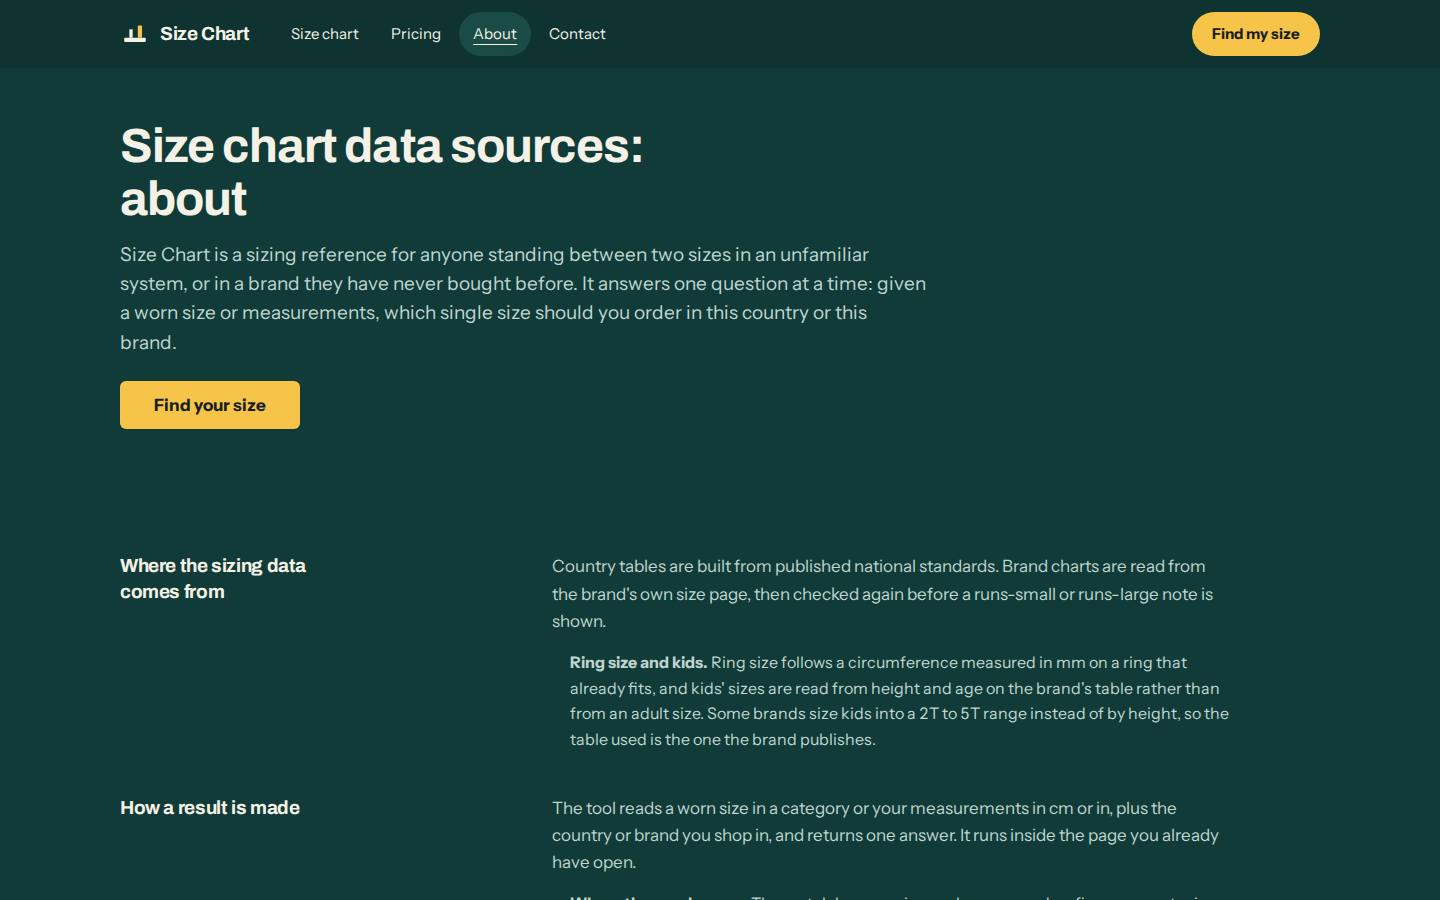 Size Chart
Size chart
Pricing
About
Contact
Find my size
Size chart data sources:
about
Size Chart is a sizing reference for anyone standing between two sizes in an unfamiliar
system, or in a brand they have never bought before. It answers one question at a time: given
a worn size or measurements, which single size should you order in this country or this
brand.
Find your size
Where the sizing data
comes from
Country tables are built from published national standards. Brand charts are read from
the brand's own size page, then checked again before a runs-small or runs-large note is
shown.
Ring size and kids. Ring size follows a circumference measured in mm on a ring that
already fits, and kids' sizes are read from height and age on the brand's table rather than
from an adult size. Some brands size kids into a 2T to 5T range instead of by height, so the
table used is the one the brand publishes.
How a result is made
The tool reads a worn size in a category or your measurements in cm or in, plus the
country or brand you shop in, and returns one answer. It runs inside the page you already
have open.